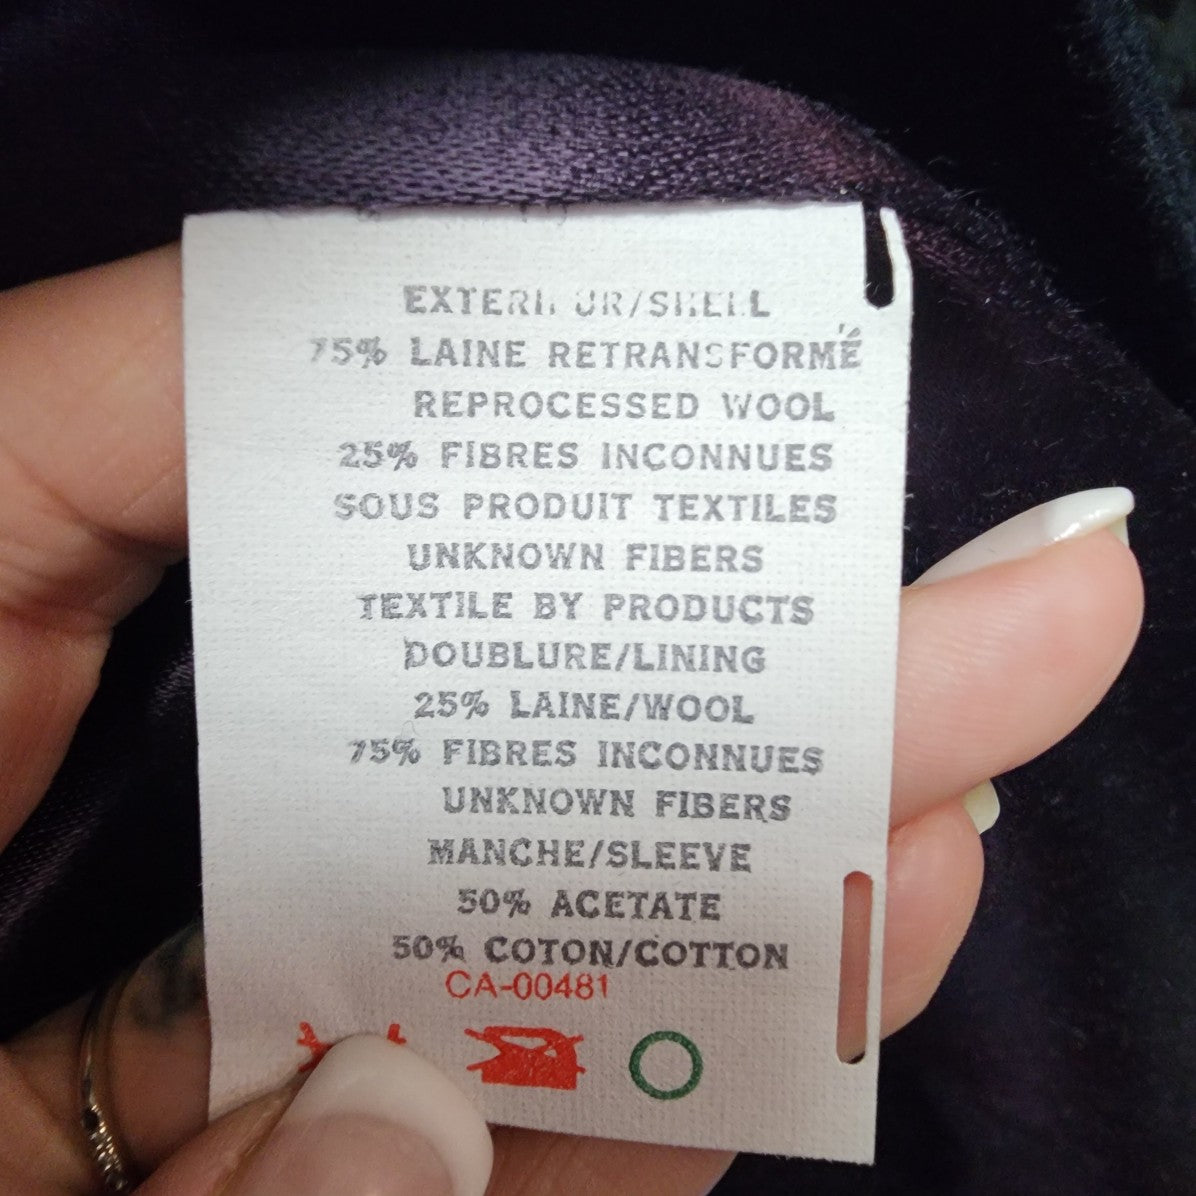 EXTERIEUR/SHELL
75% LAINE RETRANSFORMÉ
REPROCESSED WOOL
25% FIBRES INCONNUES
SOUS PRODUIT TEXTILES
UNKNOWN FIBERS
TEXTILE BY PRODUCTS
DOUBLURE/LINING
25% LAINE/WOOL
75% FIBRES INCONNUES
UNKNOWN FIBERS
MANCHE/SLEEVE
50% ACETATE
50% COTON/COTTON
CA-00481